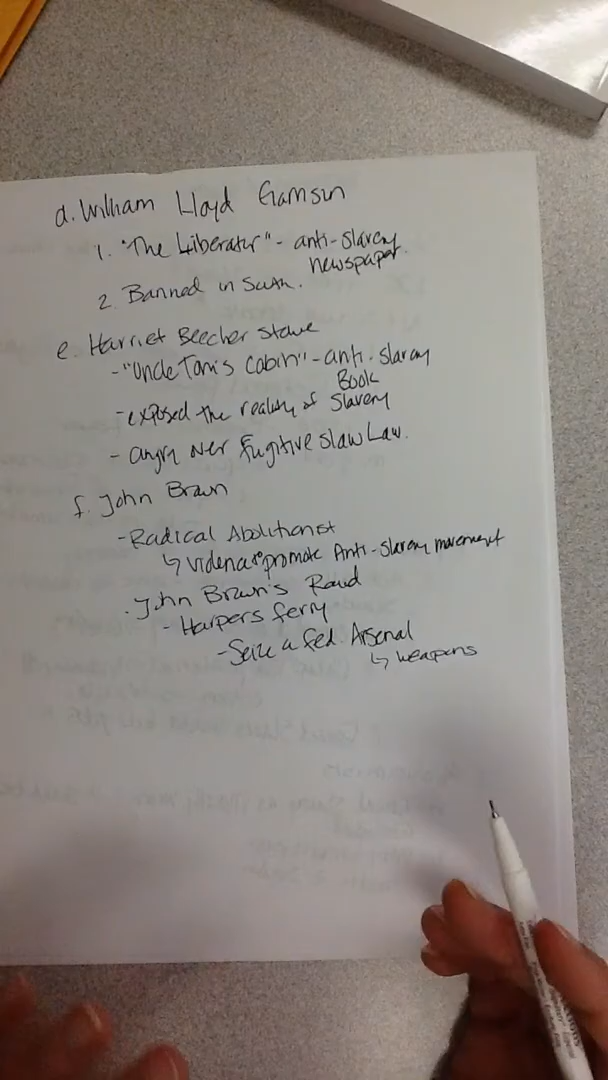 d. William Lloyd Garrison
1. "The Liberator" - anti-slavery
newspaper.
2. Banned in South.
e. Harriet Beecher Stowe
- "Uncle Tom's Cabin" - anti-slavery
Book
- exposed the reality of Slavery
- angry over Fugitive Slave Law.
f. John Brown
- Radical Abolitionist
↳ to promote Anti-slavery movement
. John Brown's Raid
- Harpers ferry
- Seize a fed. Arsenal
↳ weapons